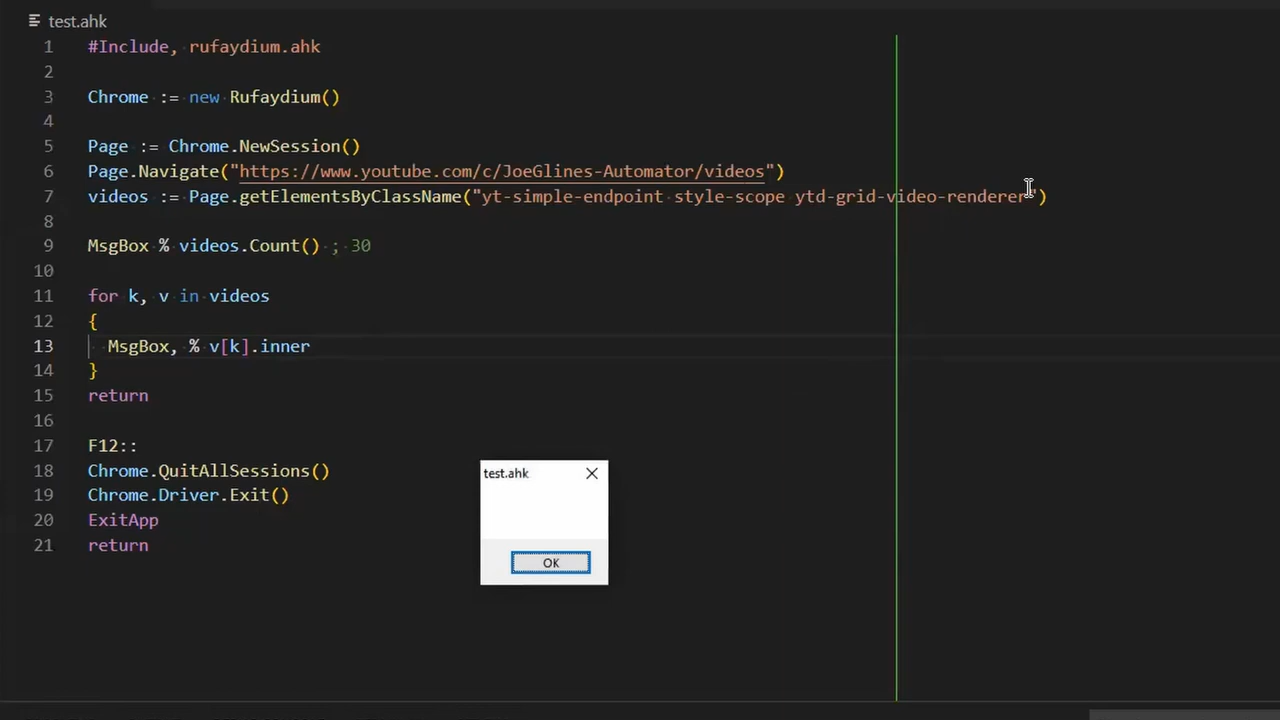 test.ahk
1 #Include, rufaydium.ahk
2
3 Chrome := new Rufaydium()
4
5 Page := Chrome.NewSession()
6 Page.Navigate("https://www.youtube.com/c/JoeGlines-Automator/videos")
7 videos := Page.getElementsByClassName("yt-simple-endpoint style-scope ytd-grid-video-renderer")
8
9 MsgBox % videos.Count() ; 30
10
11 for k, v in videos
12 {
13 MsgBox, % v[k].inner
14 }
15 return
16
17 F12::
18 Chrome.QuitAllSessions()
19 Chrome.Driver.Exit()
20 ExitApp
21 return
test.ahk
OK